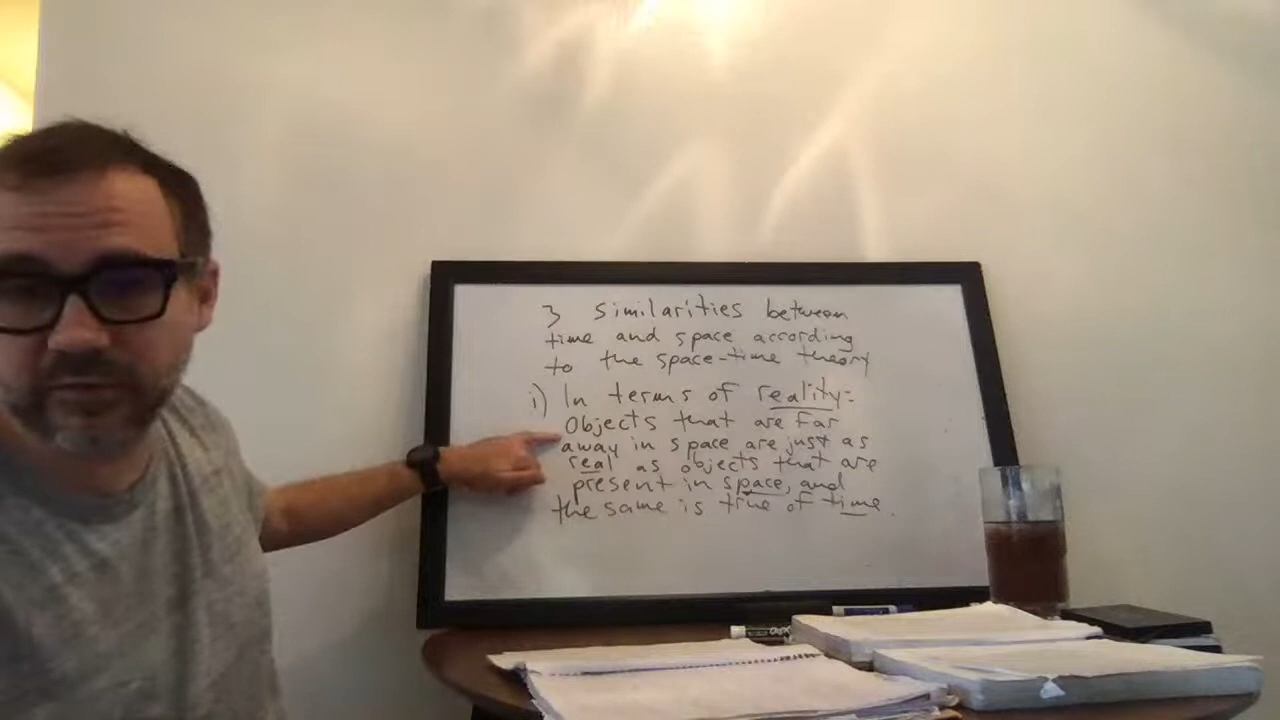 3 similarities between
time and space according
to the space-time theory
i) In terms of reality:
Objects that are far
away in space are just as
real as objects that are
present in space, and
the same is true of time.
EXPO